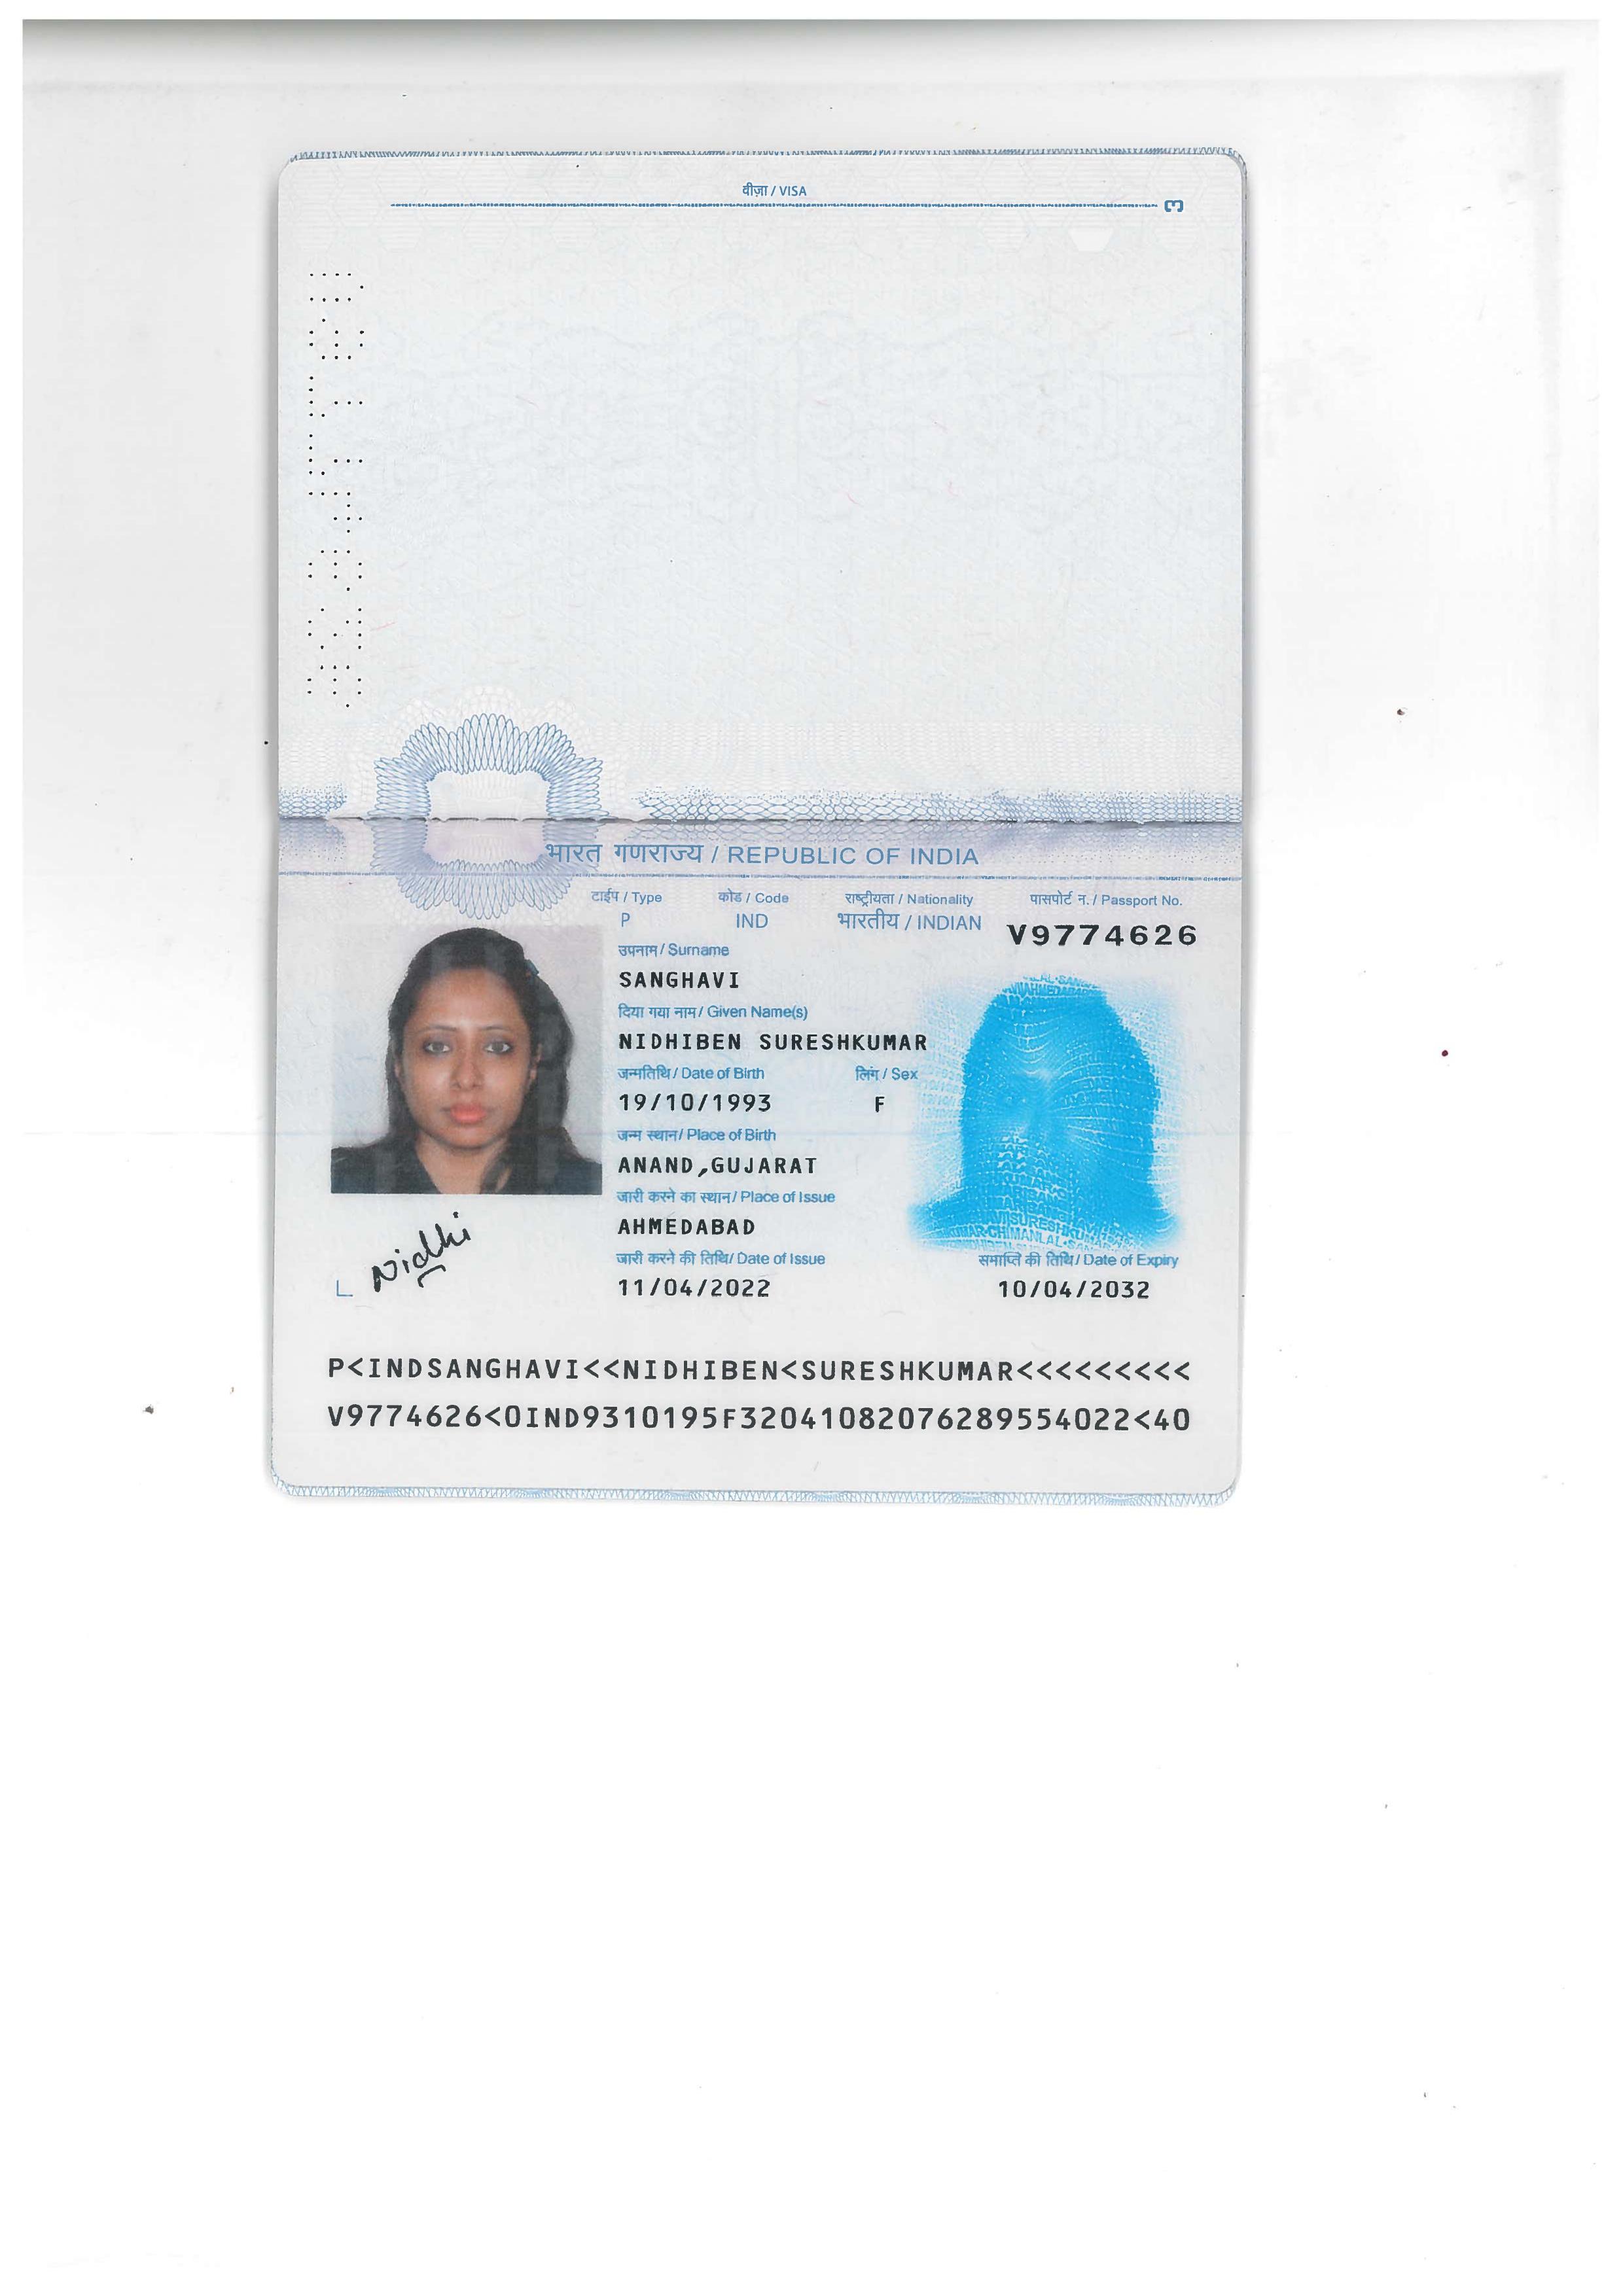 वीज़ा / VISA
3
भारत गणराज्य / REPUBLIC OF INDIA
टाईप / Type कोड / Code राष्ट्रीयता / Nationality पासपोर्ट न. / Passport No.
P IND भारतीय / INDIAN V9774626
उपनाम / Surname
SANGHAVI
दिया गया नाम / Given Name(s)
NIDHIBEN SURESHKUMAR
जन्मतिथि / Date of Birth लिंग / Sex
19/10/1993 F
जन्म स्थान / Place of Birth
ANAND,GUJARAT
जारी करने का स्थान / Place of Issue
AHMEDABAD
जारी करने की तिथि / Date of Issue समाप्ति की तिथि / Date of Expiry
11/04/2022 10/04/2032
Nidhi
P<INDSANGHAVI<<NIDHIBEN<SURESHKUMAR<<<<<<<<<
V9774626<0IND9310195F32041082076289554022<40